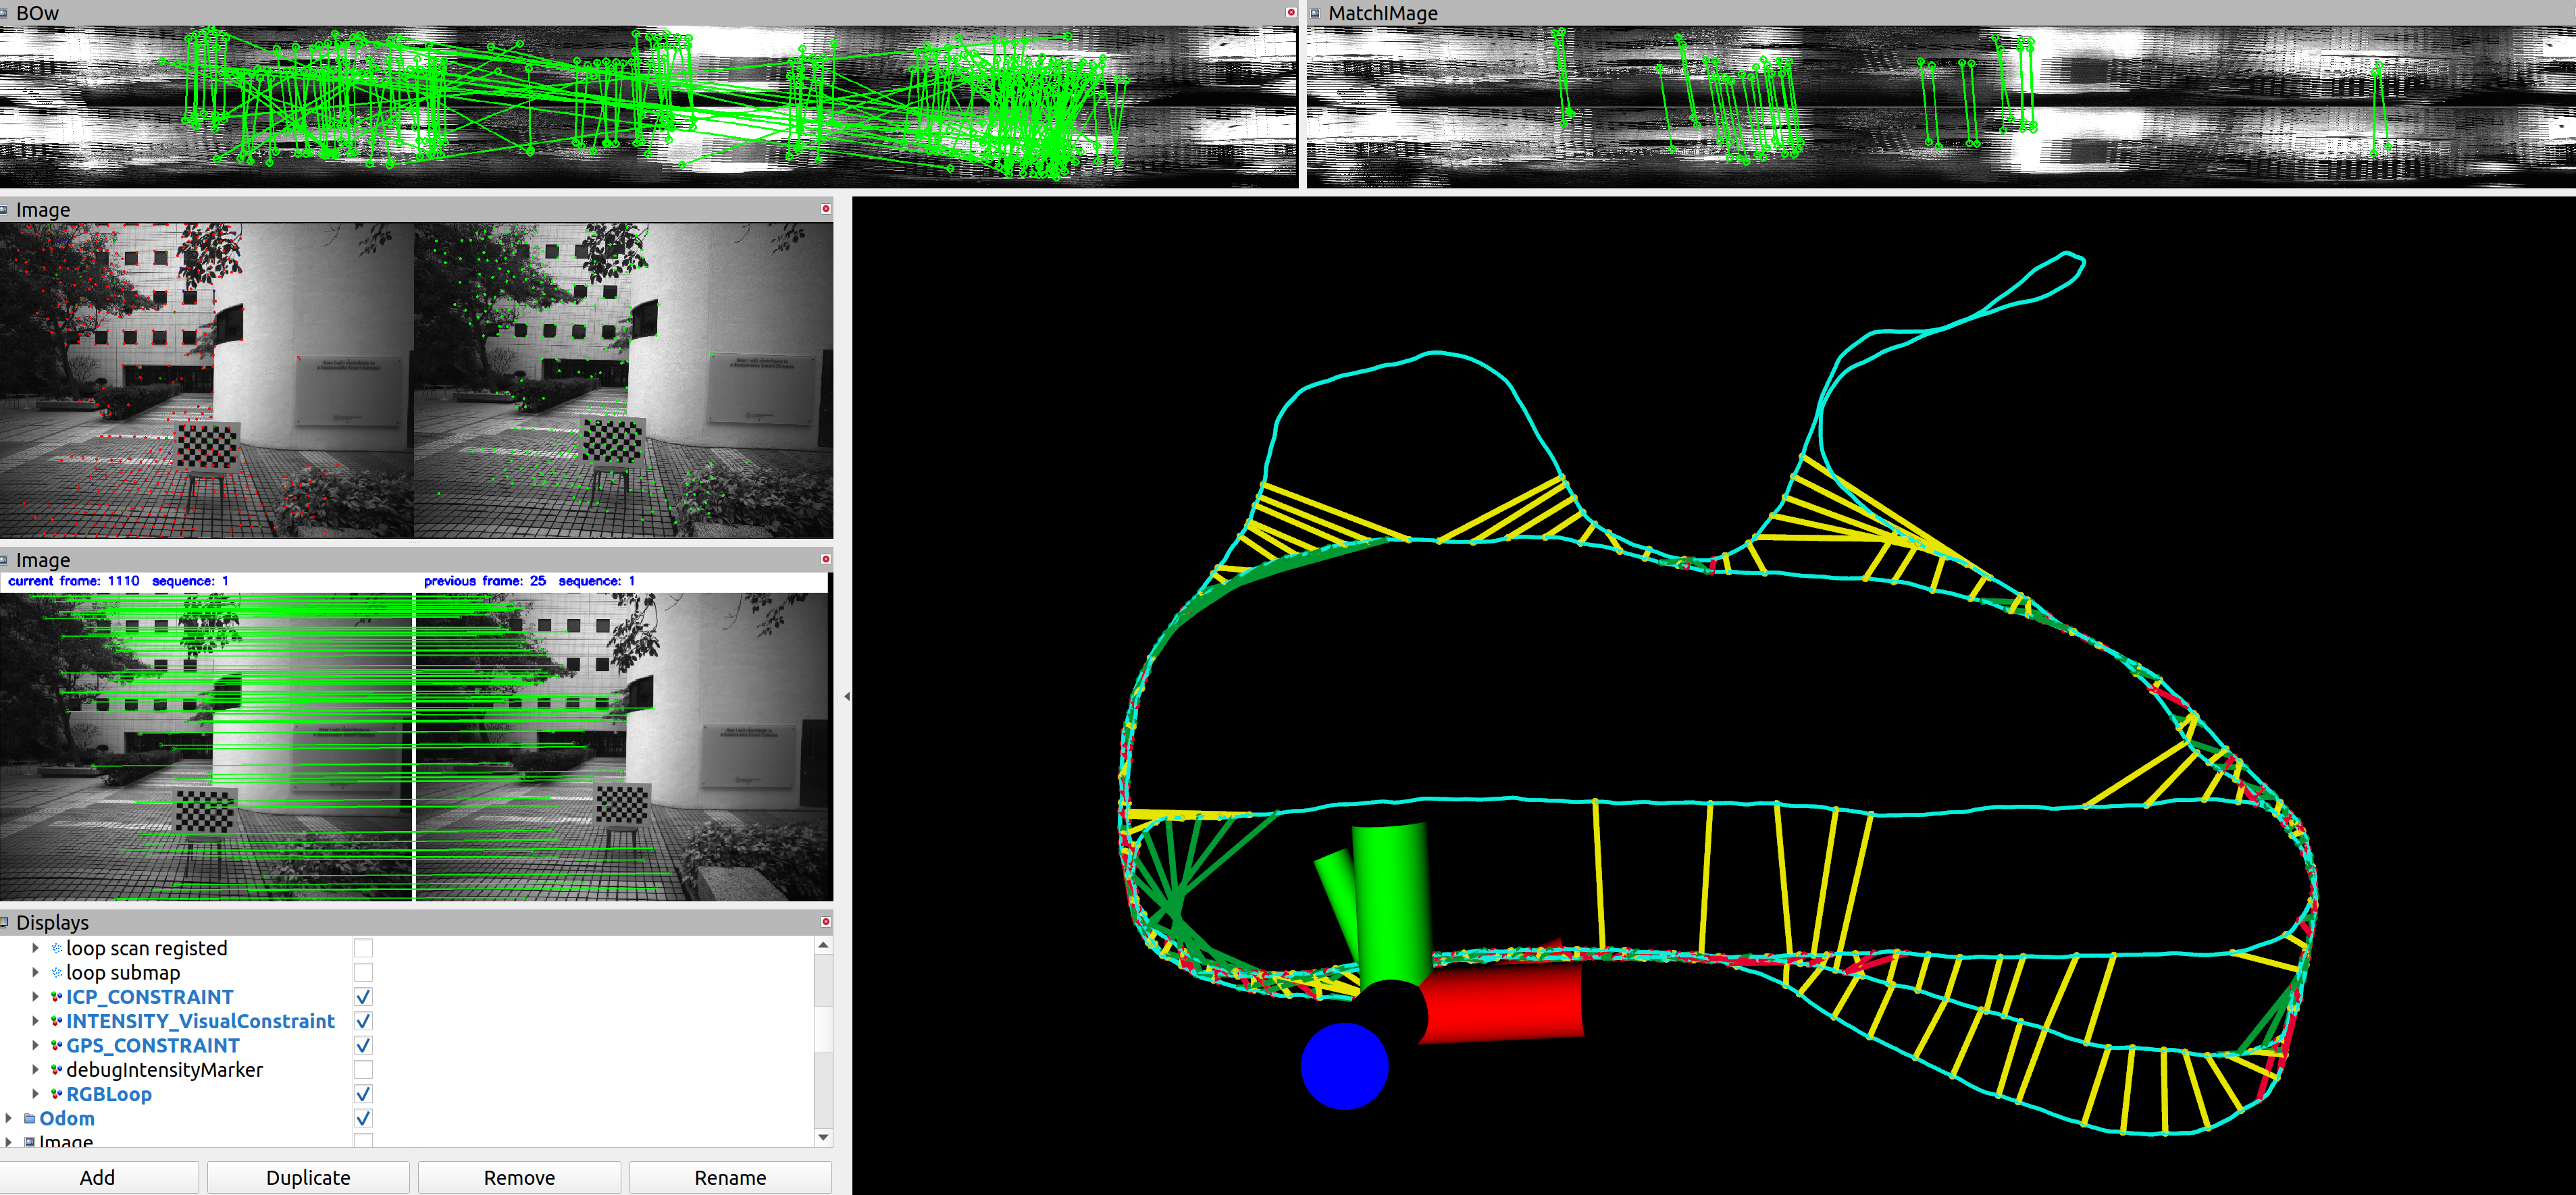 BOw
MatchIMage
Image
Image
current frame: 1110 sequence: 1
previous frame: 25 sequence: 1
Displays
loop scan registed
loop submap
ICP_CONSTRAINT
INTENSITY_VisualConstraint
GPS_CONSTRAINT
debugIntensityMarker
RGBLoop
Odom
Image
Add
Duplicate
Remove
Rename